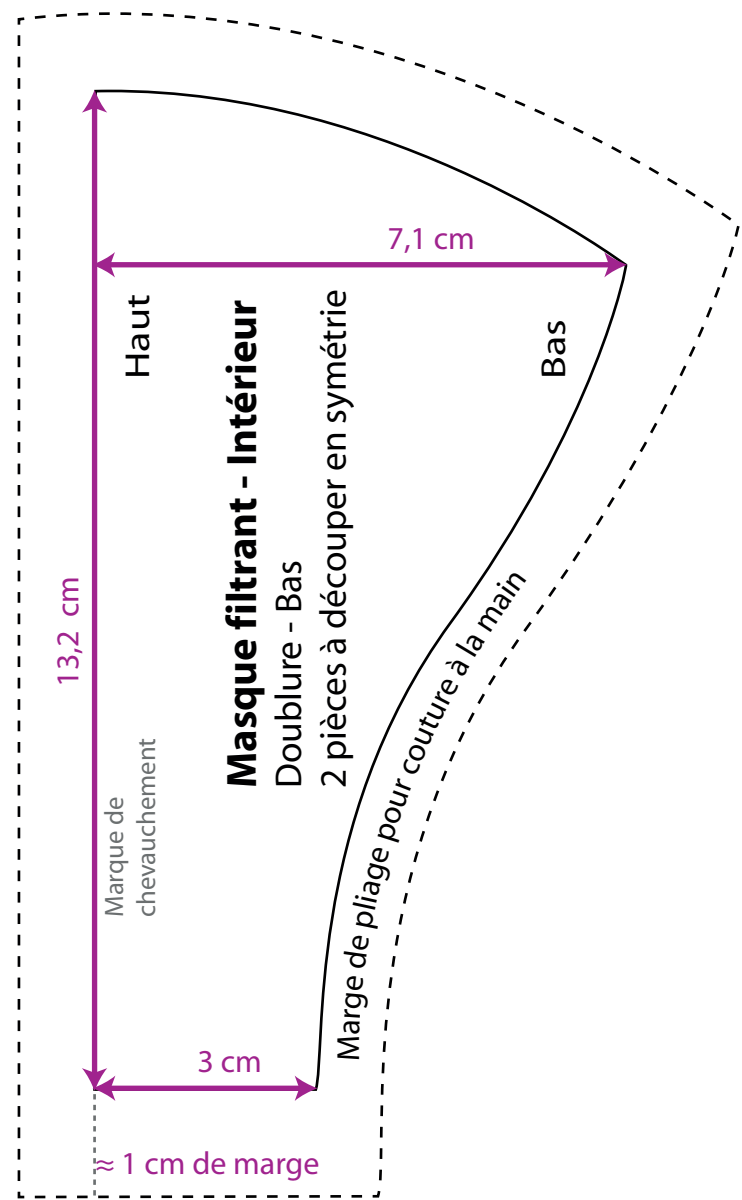 7,1 cm
Haut
Masque filtrant - Intérieur
Doublure - Bas
2 pièces à découper en symétrie
Bas
13,2 cm
Marque de
chevauchement
Marge de pliage pour couture à la main
3 cm
≈ 1 cm de marge